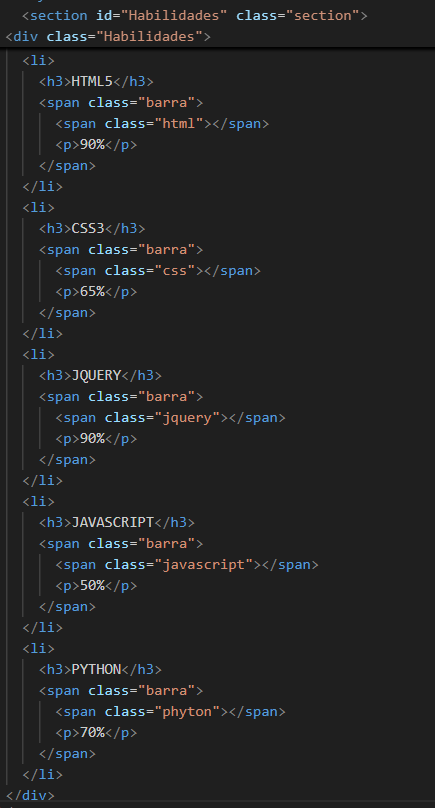 <section id="Habilidades" class="section">
<div class="Habilidades">
<li>
<h3>HTML5</h3>
<span class="barra">
<span class="html"></span>
<p>90%</p>
</span>
</li>
<li>
<h3>CSS3</h3>
<span class="barra">
<span class="css"></span>
<p>65%</p>
</span>
</li>
<li>
<h3>JQUERY</h3>
<span class="barra">
<span class="jquery"></span>
<p>90%</p>
</span>
</li>
<li>
<h3>JAVASCRIPT</h3>
<span class="barra">
<span class="javascript"></span>
<p>50%</p>
</span>
</li>
<li>
<h3>PYTHON</h3>
<span class="barra">
<span class="phyton"></span>
<p>70%</p>
</span>
</li>
</div>